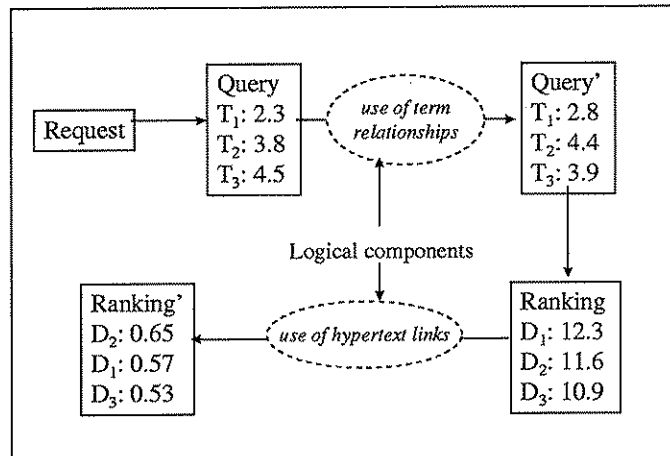 Request
Query
T₁: 2.3
T₂: 3.8
T₃: 4.5
use of term
relationships
Query’
T₁: 2.8
T₂: 4.4
T₃: 3.9
Logical components
Ranking’
D₂: 0.65
D₁: 0.57
D₃: 0.53
use of hypertext links
Ranking
D₁: 12.3
D₂: 11.6
D₃: 10.9